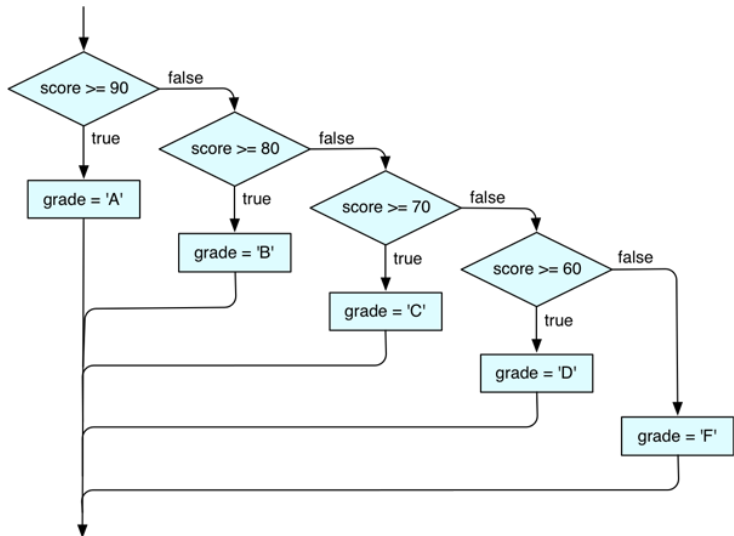 score >= 90
false
true
grade = 'A'
score >= 80
false
true
grade = 'B'
score >= 70
false
true
grade = 'C'
score >= 60
false
true
grade = 'D'
grade = 'F'